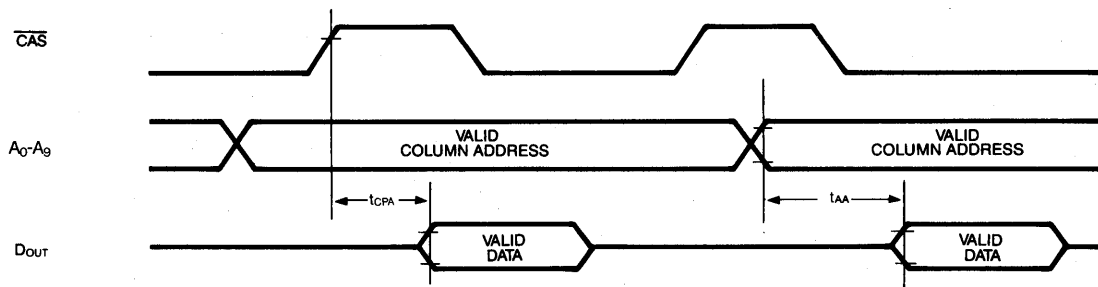 CAS
A0-A9
VALID
COLUMN ADDRESS
VALID
COLUMN ADDRESS
tCPA
tAA
DOUT
VALID
DATA
VALID
DATA